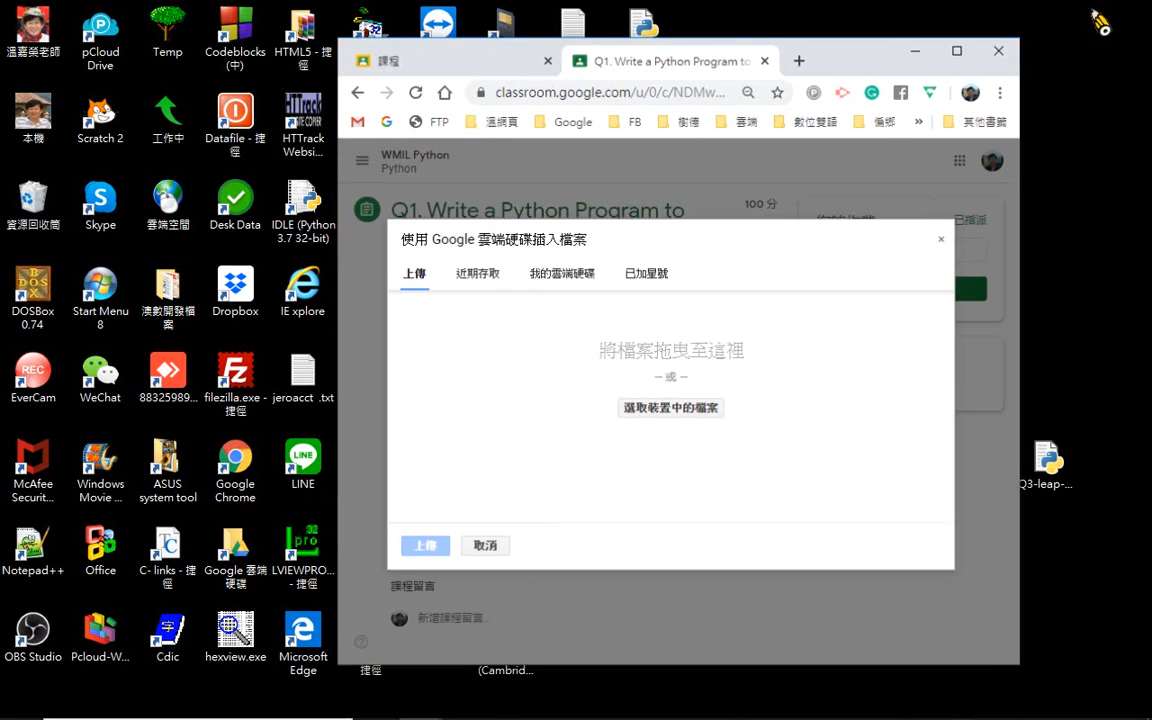 溫嘉榮老師
pCloud
Drive
Temp
Codeblocks
(中)
HTML5 - 捷
徑
本機
Scratch 2
工作中
Datafile - 捷
徑
HTTrack
Websi...
資源回收筒
Skype
雲端空間
Desk Data
IDLE (Python
3.7 32-bit)
DOSBox
0.74
Start Menu
8
澳數開發檔
案
Dropbox
IE xplore
EverCam
WeChat
88325989...
filezilla.exe -
捷徑
jeroacct .txt
McAfee
Securit...
Windows
Movie ...
ASUS
system tool
Google
Chrome
LINE
Notepad++
Office
C- links - 捷
徑
Google 雲端
硬碟
LVIEWPRO...
- 捷徑
OBS Studio
Pcloud-W...
Cdic
hexview.exe
Microsoft
Edge
捷徑
(Cambrid...
Q3-leap-...
課程
Q1. Write a Python Program to
classroom.google.com/u/0/c/NDMw...
FTP
溫網頁
Google
FB
樹德
雲端
數位雙語
偏鄉
»
其他書籤
WMIL Python
Python
Q1. Write a Python Program to
100 分
已指派
使用 Google 雲端硬碟插入檔案
上傳
近期存取
我的雲端硬碟
已加星號
將檔案拖曳至這裡
– 或 –
選取裝置中的檔案
上傳
取消
課程留言
新增課程留言...